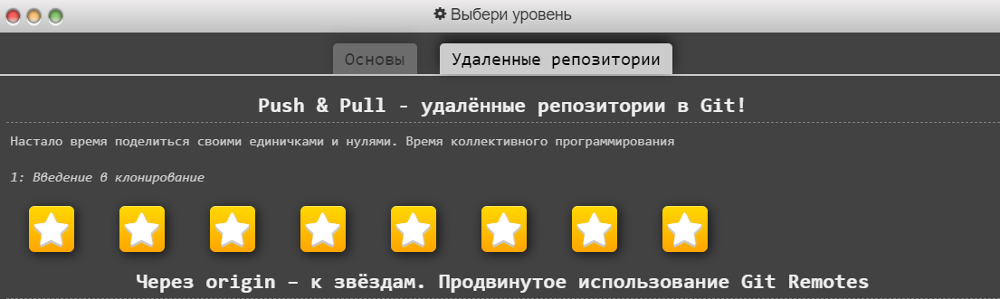 Выбери уровень
Основы Удаленные репозитории
Push & Pull - удалённые репозитории в Git!
Настало время поделиться своими единичками и нулями. Время коллективного программирования
1: Введение в клонирование
Через origin – к звёздам. Продвинутое использование Git Remotes